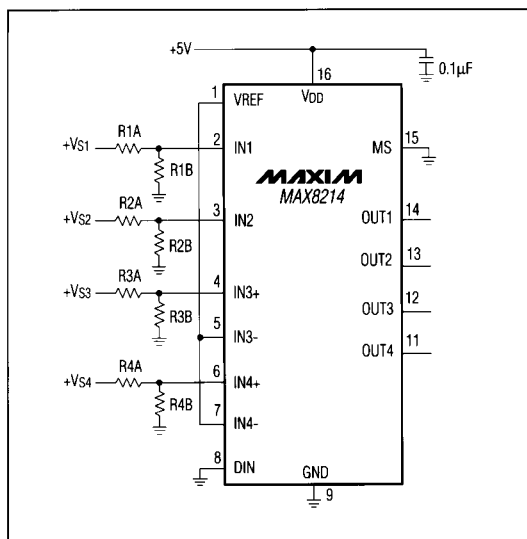 +5V
0.1µF
16
VDD
1
VREF
R1A
+VS1
2
IN1
R1B
15
MS
MAXIM
MAX8214
R2A
+VS2
3
IN2
R2B
14
OUT1
13
OUT2
R3A
+VS3
4
IN3+
R3B
12
OUT3
5
IN3-
11
OUT4
R4A
+VS4
6
IN4+
R4B
7
IN4-
8
DIN
GND
9